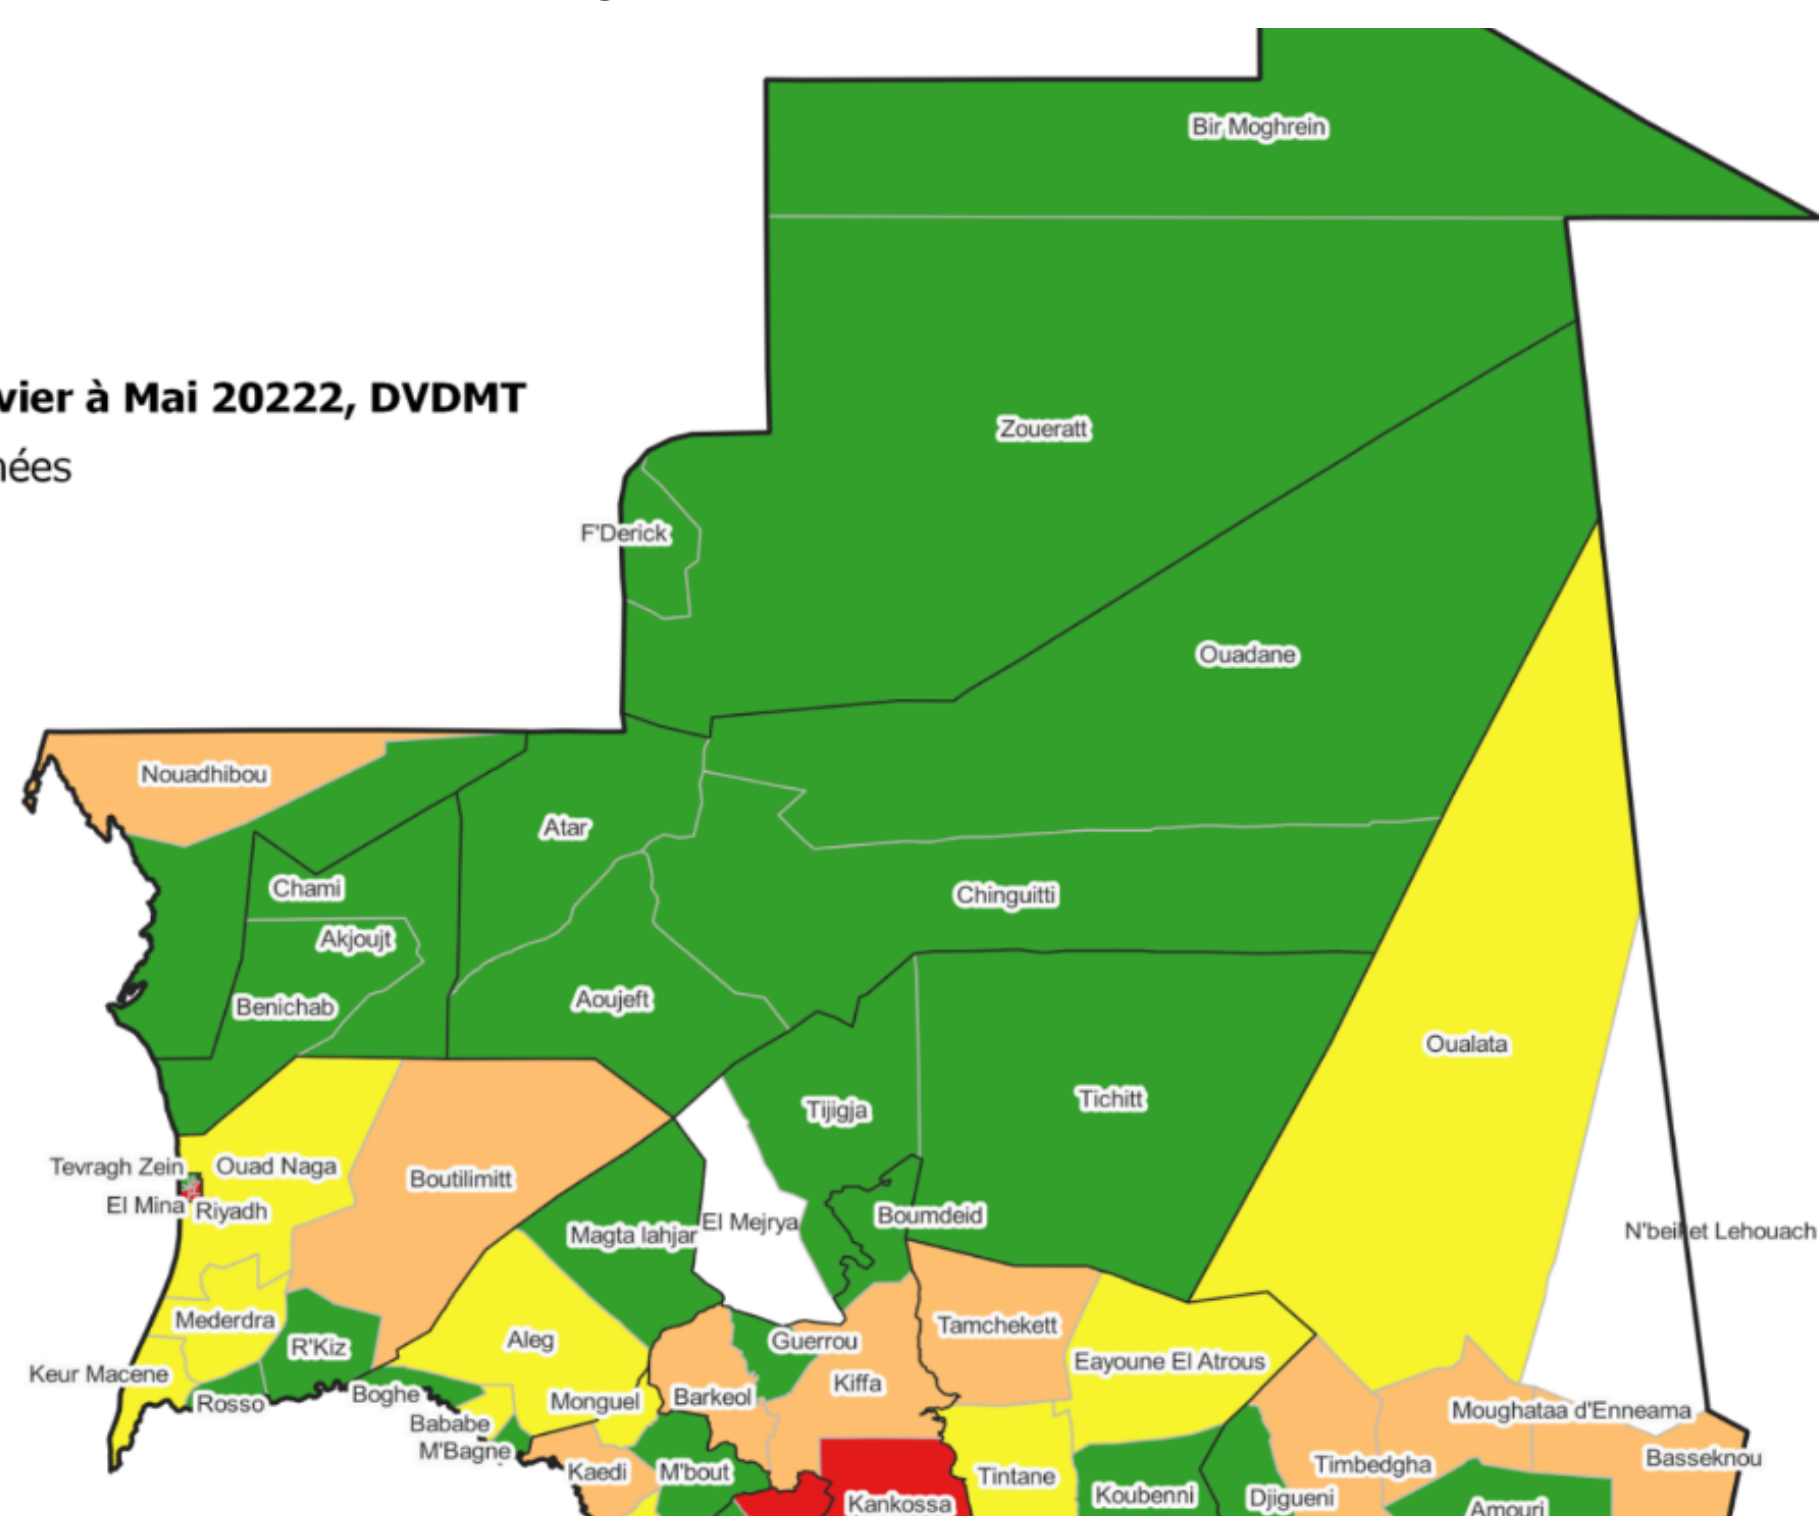 Bir Moghrein
vier à Mai 20222, DVDMT
Zoueratt
nées
F'Derick
Ouadane
Nouadhibou
Atar
Chami
Chinguitti
Akjoujt
Aoujeft
Benichab
Oualata
Tichitt
Tijigja
Tevragh Zein
Ouad Naga
Boutilimitt
El Mina
Riyadh
Boumdeid
El Mejrya
Magta lahjar
N'beiket Lehouach
Mederdra
Tamchekett
Aleg
Guerrou
R'Kiz
Eayoune El Atrous
Keur Macene
Kiffa
Boghe
Barkeol
Monguel
Rosso
Moughataa d'Enneama
Bababe
M'Bagne
Basseknou
Timbedgha
Kaedi
M'bout
Tintane
Koubenni
Djigueni
Kankossa
Amouri